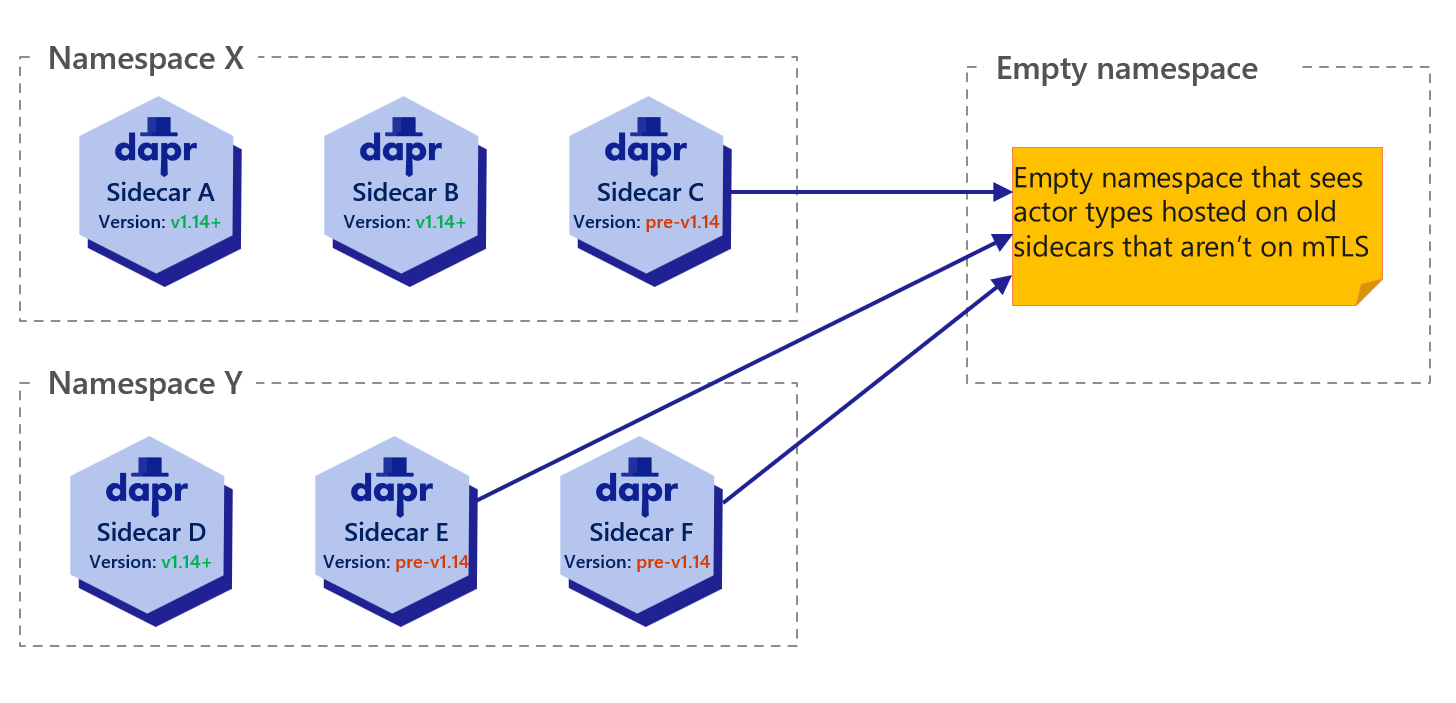 Namespace X
dapr
Sidecar A
Version: v1.14+
dapr
Sidecar B
Version: v1.14+
dapr
Sidecar C
Version: pre-v1.14
Empty namespace
Empty namespace that sees
actor types hosted on old
sidecars that aren’t on mTLS
Namespace Y
dapr
Sidecar D
Version: v1.14+
dapr
Sidecar E
Version: pre-v1.14
dapr
Sidecar F
Version: pre-v1.14